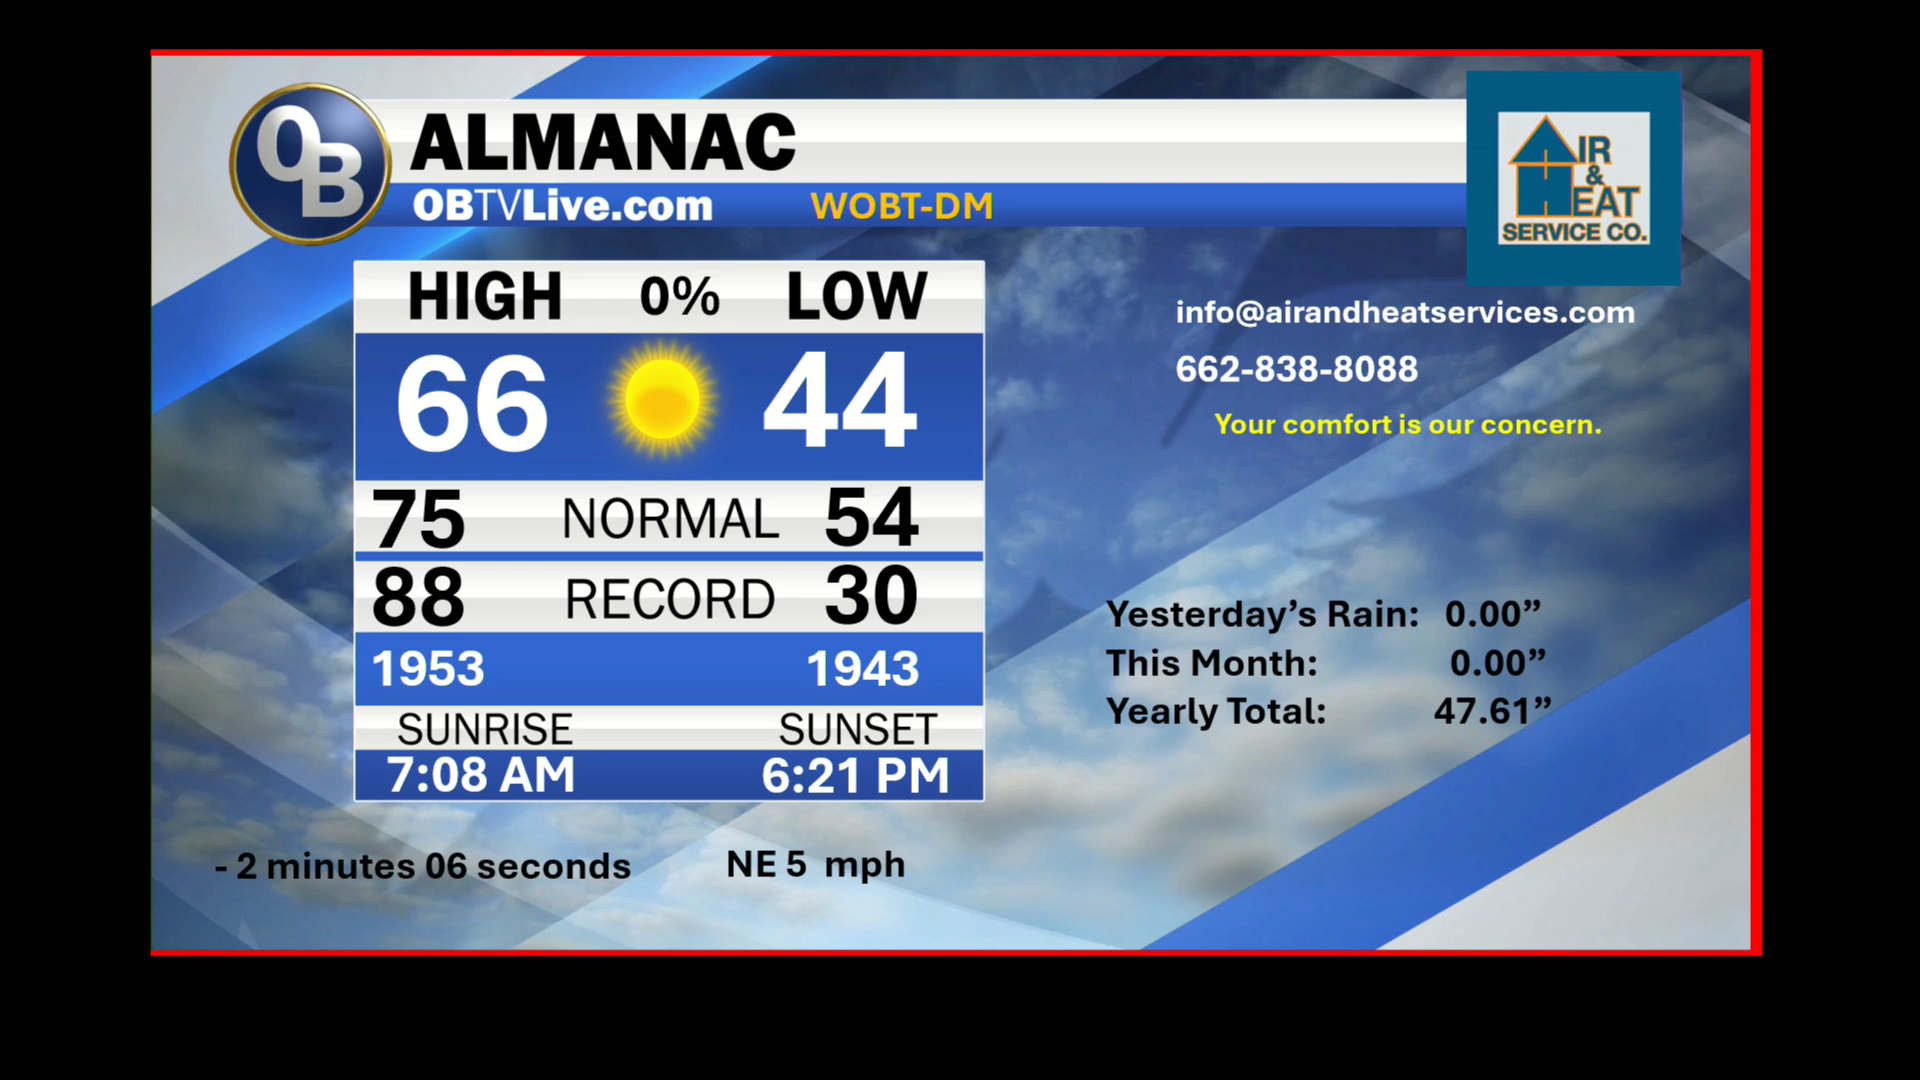 OB
ALMANAC
OBTVLive.com WOBT-DM
AIR
&
HEAT
SERVICE CO.
HIGH 0% LOW
66 44
75 NORMAL 54
88 RECORD 30
1953 1943
SUNRISE SUNSET
7:08 AM 6:21 PM
- 2 minutes 06 seconds NE 5 mph
info@airandheatservices.com
662-838-8088
Your comfort is our concern.
Yesterday’s Rain: 0.00”
This Month: 0.00”
Yearly Total: 47.61”